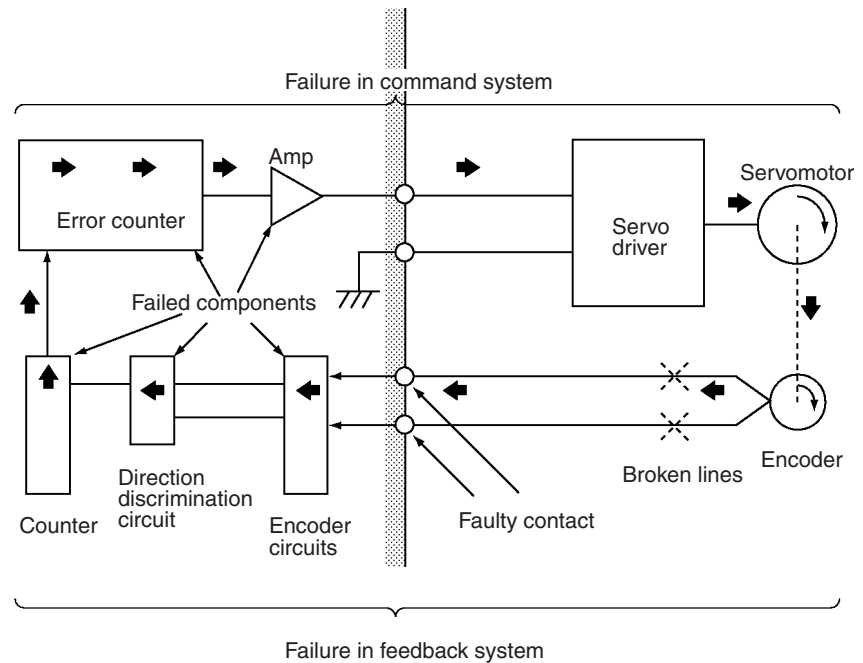 Failure in command system
Amp
Servomotor
Error counter
Servo
driver
Failed components
Direction
discrimination
circuit
Broken lines
Encoder
Counter
Encoder
circuits
Faulty contact
Failure in feedback system